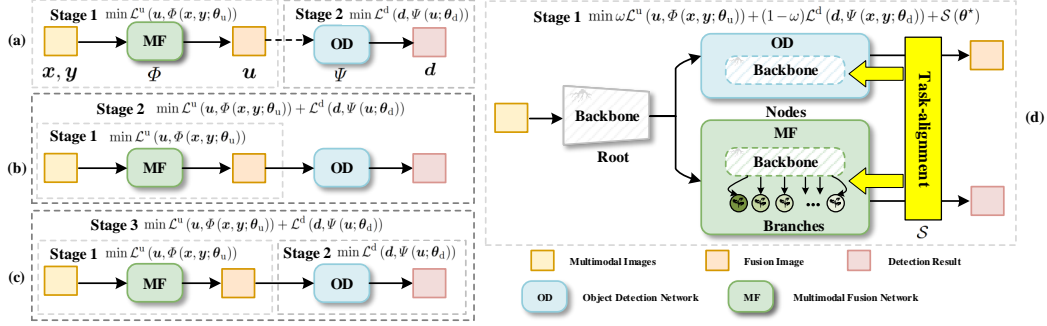 Stage 1 min ℒᵘ (u, Φ (x, y; θᵤ))
Stage 2 min ℒᵈ (d, Ψ (u; θ_d))
(a)
MF
OD
x, y
Φ
u
Ψ
d
Stage 2 min ℒᵘ (u, Φ (x, y; θᵤ)) + ℒᵈ (d, Ψ (u; θ_d))
Stage 1 min ℒᵘ (u, Φ (x, y; θᵤ))
(b)
MF
OD
Stage 3 min ℒᵘ (u, Φ (x, y; θᵤ)) + ℒᵈ (d, Ψ (u; θ_d))
Stage 1 min ℒᵘ (u, Φ (x, y; θᵤ))
Stage 2 min ℒᵈ (d, Ψ (u; θ_d))
(c)
MF
OD
Stage 1 min ωℒᵘ (u, Φ (x, y; θᵤ)) + (1−ω)ℒᵈ (d, Ψ (x, y; θ_d)) + 𝒮 (θ*)
OD
Backbone
Nodes
Backbone
Root
MF
Backbone
•••
Branches
Task-alignment
𝒮
(d)
Multimodal Images
Fusion Image
Detection Result
OD
Object Detection Network
MF
Multimodal Fusion Network